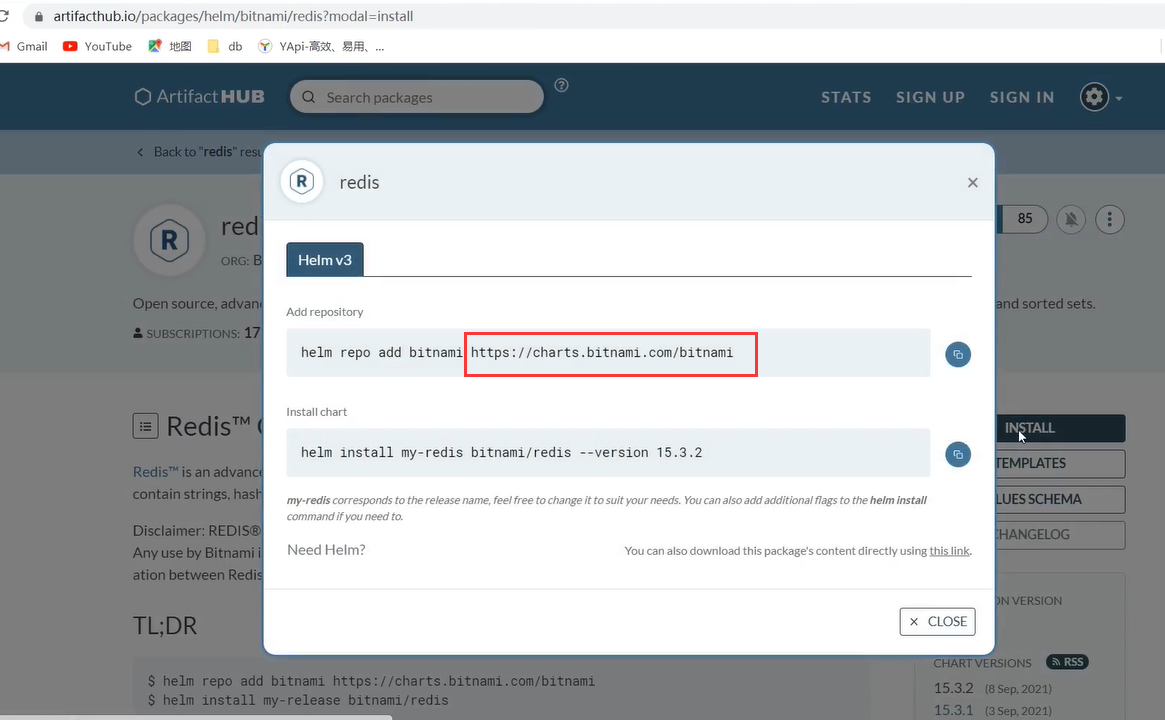 artifacthub.io/packages/helm/bitnami/redis?modal=install
Gmail YouTube 地图 db YApi-高效、易用、...
ArtifactHUB Search packages ? STATS SIGN UP SIGN IN
Back to "redis" resu
redis
R
R
red
85
ORG: B
Helm v3
Open source, advan
and sorted sets.
Add repository
SUBSCRIPTIONS: 17
helm repo add bitnami https://charts.bitnami.com/bitnami
Install chart
Redis™
INSTALL
helm install my-redis bitnami/redis --version 15.3.2
TEMPLATES
Redis™ is an advance
contain strings, hash
LUES SCHEMA
my-redis corresponds to the release name, feel free to change it to suit your needs. You can also add additional flags to the helm install
command if you need to.
Disclaimer: REDIS®
CHANGELOG
Any use by Bitnami i
Need Helm?
You can also download this package's content directly using this link.
ation between Redis
ON VERSION
CLOSE
TL;DR
CHART VERSIONS RSS
$ helm repo add bitnami https://charts.bitnami.com/bitnami
15.3.2 (8 Sep, 2021)
$ helm install my-release bitnami/redis
15.3.1 (3 Sep, 2021)